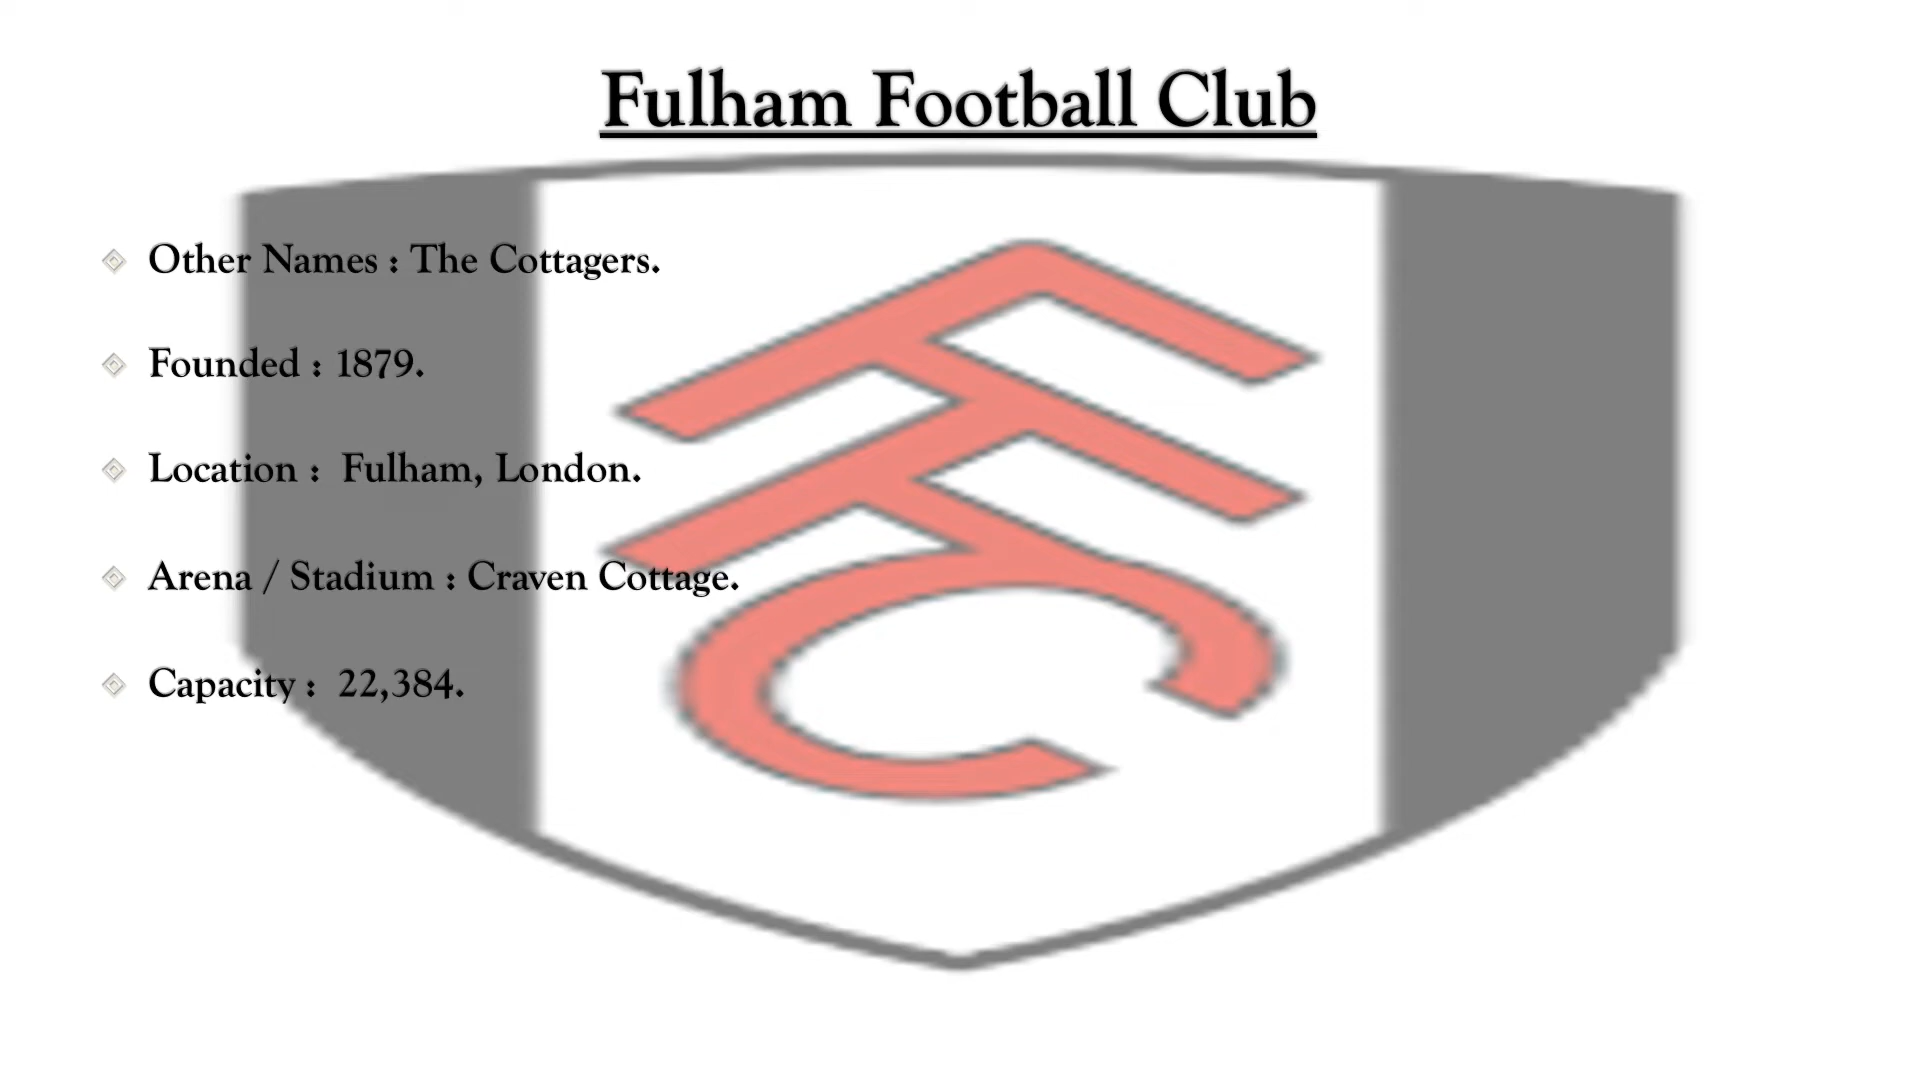 Fulham Football Club
Other Names : The Cottagers.
Founded : 1879.
Location :  Fulham, London.
Arena / Stadium : Craven Cottage.
Capacity :  22,384.
FFC